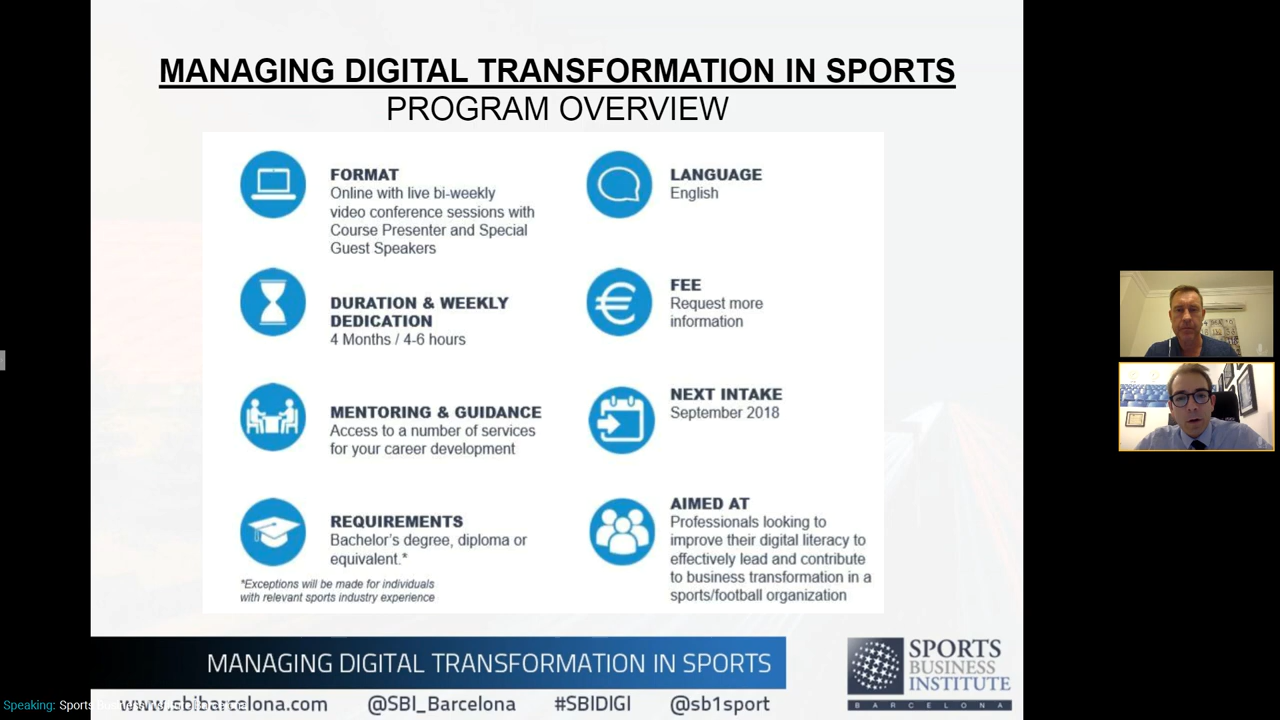 MANAGING DIGITAL TRANSFORMATION IN SPORTS
PROGRAM OVERVIEW
FORMAT
Online with live bi-weekly
video conference sessions with
Course Presenter and Special
Guest Speakers
DURATION & WEEKLY
DEDICATION
4 Months / 4-6 hours
MENTORING & GUIDANCE
Access to a number of services
for your career development
REQUIREMENTS
Bachelor's degree, diploma or
equivalent.*
*Exceptions will be made for individuals
with relevant sports industry experience
LANGUAGE
English
FEE
Request more
information
NEXT INTAKE
September 2018
AIMED AT
Professionals looking to
improve their digital literacy to
effectively lead and contribute
to business transformation in a
sports/football organization
MANAGING DIGITAL TRANSFORMATION IN SPORTS
SPORTS
BUSINESS
INSTITUTE
BARCELONA
www.sbibarcelona.com @SBI_Barcelona #SBIDIGI @sb1sport
Speaking: Sports